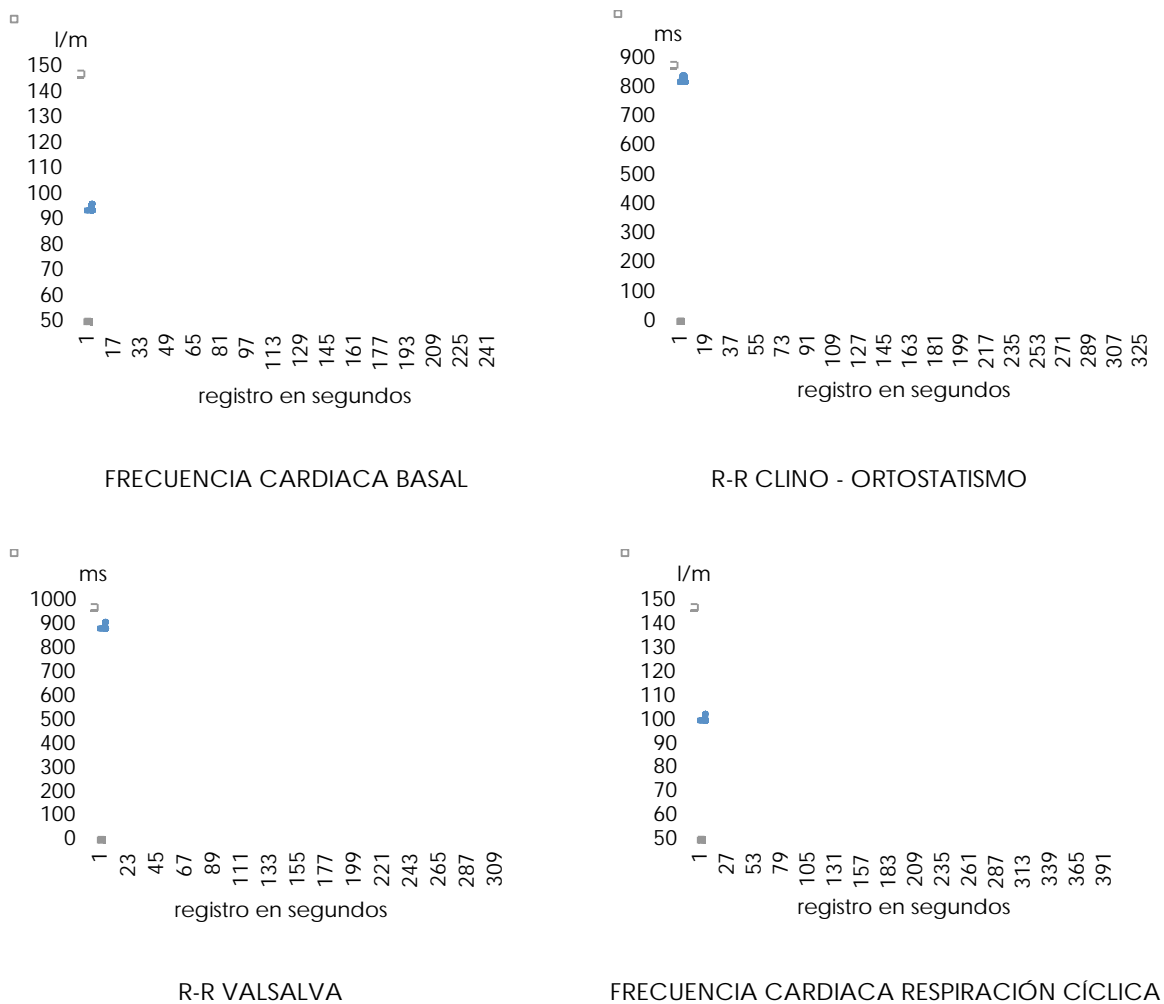 l/m
150
140
130
120
110
100
90
80
70
60
50
1 17 33 49 65 81 97 113 129 145 161 177 193 209 225 241
registro en segundos
FRECUENCIA CARDIACA BASAL
ms
900
800
700
600
500
400
300
200
100
0
1 19 37 55 73 91 109 127 145 163 181 199 217 235 253 271 289 307 325
registro en segundos
R-R CLINO - ORTOSTATISMO
ms
1000
900
800
700
600
500
400
300
200
100
0
1 23 45 67 89 111 133 155 177 199 221 243 265 287 309
registro en segundos
R-R VALSALVA
l/m
150
140
130
120
110
100
90
80
70
60
50
1 27 53 79 105 131 157 183 209 235 261 287 313 339 365 391
registro en segundos
FRECUENCIA CARDIACA RESPIRACIÓN CÍCLICA